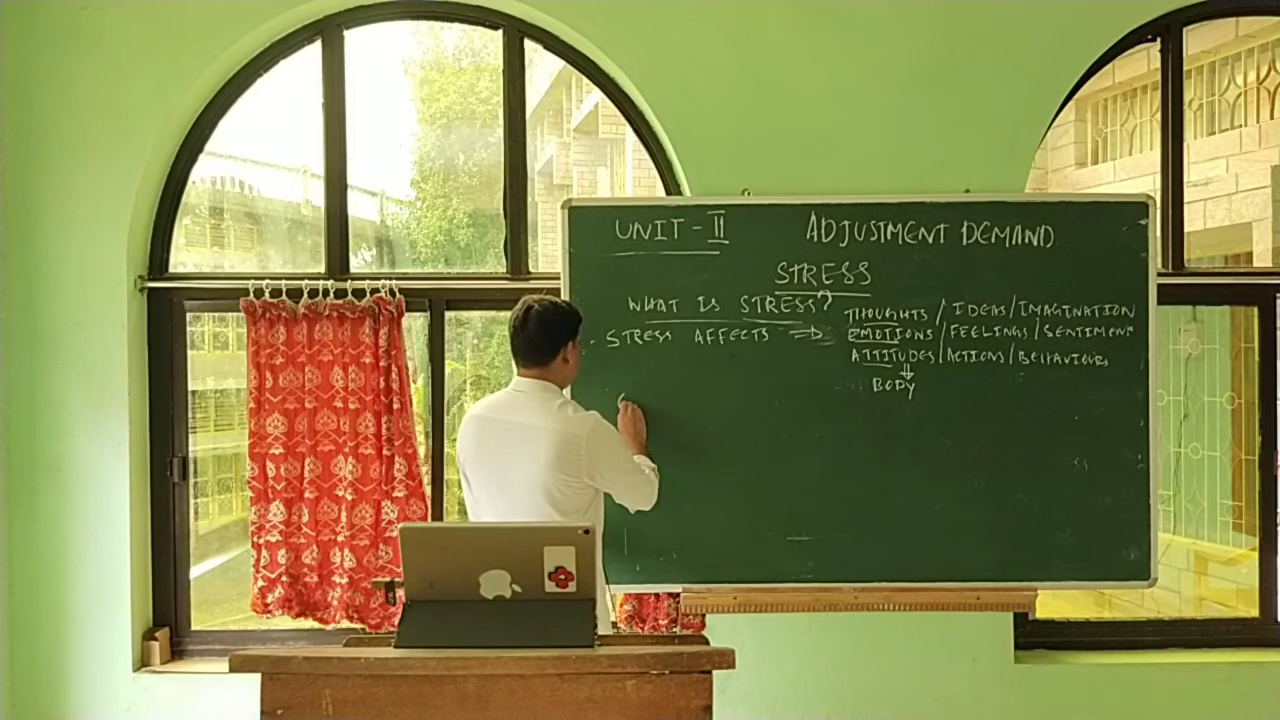 UNIT - II ADJUSTMENT DEMAND
STRESS
WHAT IS STRESS?
STRESS AFFECTS => THOUGHTS / IDEAS / IMAGINATION
EMOTIONS / FEELINGS / SENTIMENT
ATTITUDES / ACTIONS / BEHAVIOURS
⇓
BODY